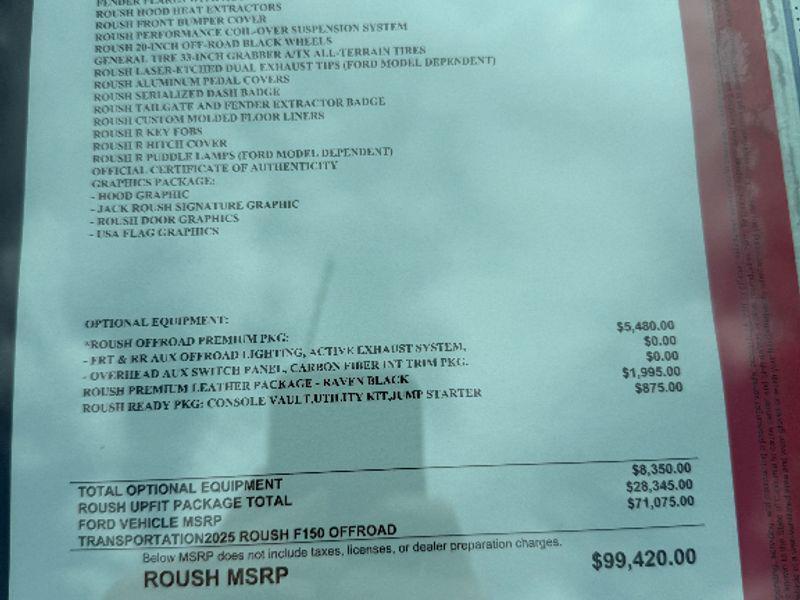 ROUSH HOOD HEAT EXTRACTORS
ROUSH FRONT BUMPER COVER
ROUSH PERFORMANCE COIL-OVER SUSPENSION SYSTEM
ROUSH 20-INCH OFF-ROAD BLACK WHEELS
GENERAL TIRE 33-INCH GRABBER A/TX ALL-TERRAIN TIRES
ROUSH LASER-ETCHED DUAL EXHAUST TIPS (FORD MODEL DEPENDENT)
ROUSH ALUMINUM PEDAL COVERS
ROUSH SERIALIZED DASH BADGE
ROUSH TAILGATE AND FENDER EXTRACTOR BADGE
ROUSH CUSTOM MOLDED FLOOR LINERS
ROUSH R KEY FOBS
ROUSH R HITCH COVER
ROUSH R PUDDLE LAMPS (FORD MODEL DEPENDENT)
OFFICIAL CERTIFICATE OF AUTHENTICITY
GRAPHICS PACKAGE:
- HOOD GRAPHIC
- JACK ROUSH SIGNATURE GRAPHIC
- ROUSH DOOR GRAPHICS
- USA FLAG GRAPHICS
OPTIONAL EQUIPMENT:
*ROUSH OFFROAD PREMIUM PKG: $5,480.00
- FRT & RR AUX OFFROAD LIGHTING, ACTIVE EXHAUST SYSTEM, $0.00
- OVERHEAD AUX SWITCH PANEL, CARBON FIBER INT TRIM PKG. $0.00
ROUSH PREMIUM LEATHER PACKAGE - RAVEN BLACK $1,995.00
ROUSH READY PKG: CONSOLE VAULT,UTILITY KIT,JUMP STARTER $875.00
TOTAL OPTIONAL EQUIPMENT $8,350.00
ROUSH UPFIT PACKAGE TOTAL $28,345.00
FORD VEHICLE MSRP $71,075.00
TRANSPORTATION2025 ROUSH F150 OFFROAD
Below MSRP does not include taxes, licenses, or dealer preparation charges.
ROUSH MSRP $99,420.00